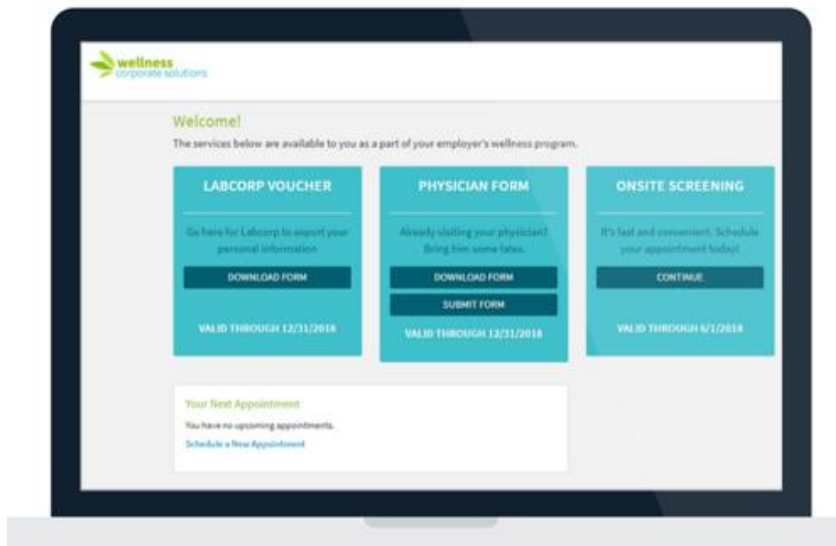 wellness
corporate solutions
Welcome!
The services below are available to you as a part of your employer's wellness program.
LABCORP VOUCHER
Go here for Labcorp to export your
personal information
DOWNLOAD FORM
VALID THROUGH 12/31/2018
PHYSICIAN FORM
Already visiting your physician?
Bring him some lates.
DOWNLOAD FORM
SUBMIT FORM
VALID THROUGH 12/31/2018
ONSITE SCREENING
It's fast and convenient. Schedule
your appointment today!
CONTINUE
VALID THROUGH 6/1/2018
Your Next Appointment
You have no upcoming appointments.
Schedule a New Appointment